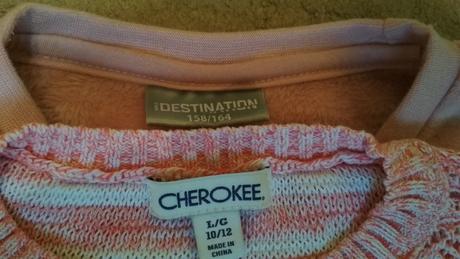 DESTINATION
158/164
CHEROKEE
L/G
10/12
MADE IN
CHINA